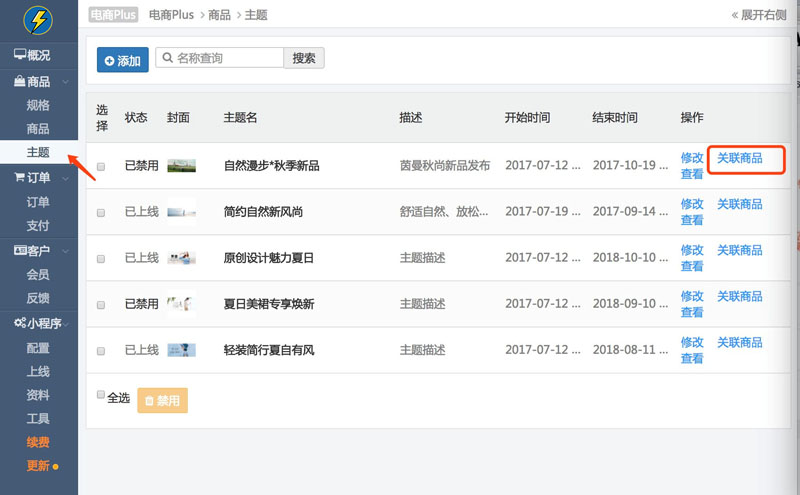 电商Plus 电商Plus > 商品 > 主题 « 展开右侧
概况
商品
规格
商品
主题
订单
订单
支付
客户
会员
反馈
小程序
配置
上线
资料
工具
续费
更新
添加 名称查询 搜索
选择 状态 封面 主题名 描述 开始时间 结束时间 操作
已禁用 自然漫步*秋季新品 茵曼秋尚新品发布 2017-07-12 ... 2017-10-19 ... 修改 关联商品
查看
已上线 简约自然新风尚 舒适自然、放松... 2017-07-19 ... 2017-09-14 ... 修改 关联商品
查看
已上线 原创设计魅力夏日 主题描述 2017-07-12 ... 2018-10-10 ... 修改 关联商品
查看
已禁用 夏日美裙专享焕新 主题描述 2017-07-12 ... 2018-09-10 ... 修改 关联商品
查看
已上线 轻装简行夏自有风 主题描述 2017-07-12 ... 2018-08-11 ... 修改 关联商品
查看
全选 禁用